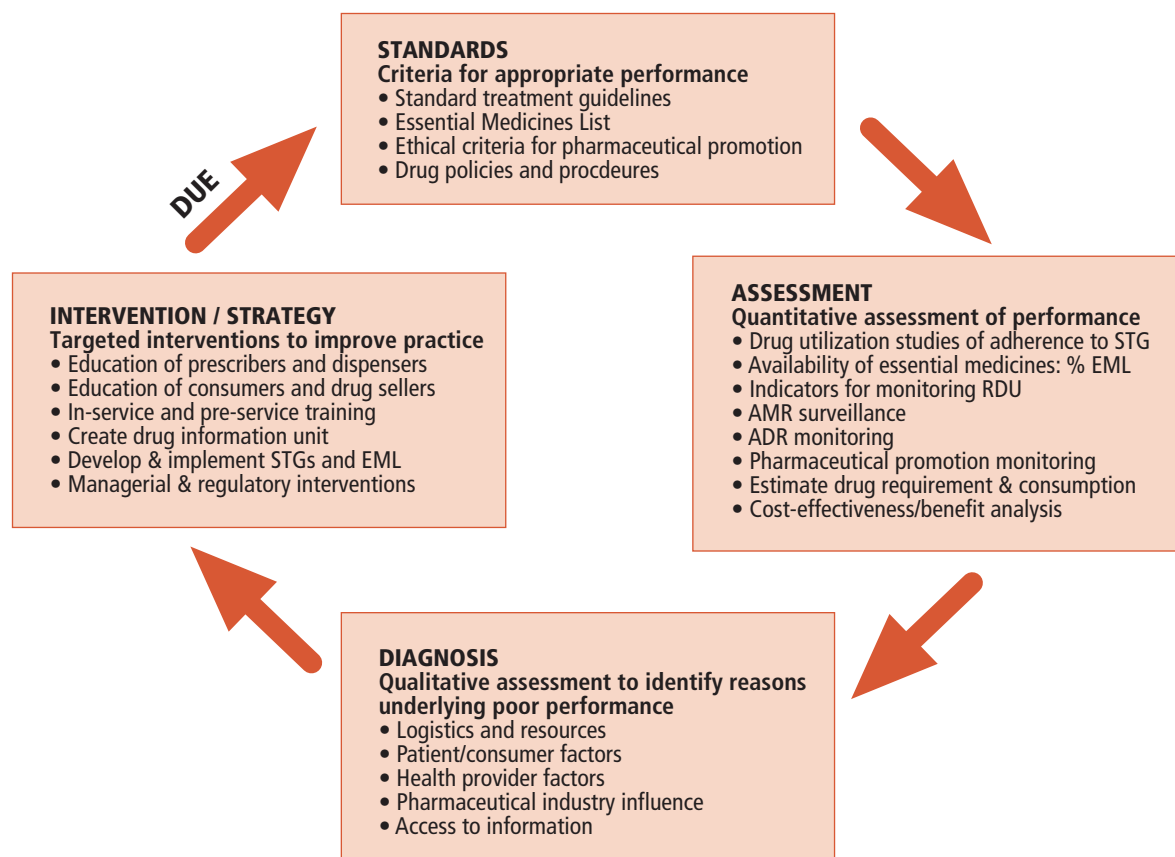 STANDARDS
Criteria for appropriate performance
• Standard treatment guidelines
• Essential Medicines List
• Ethical criteria for pharmaceutical promotion
• Drug policies and procdeures
DUE
ASSESSMENT
Quantitative assessment of performance
• Drug utilization studies of adherence to STG
• Availability of essential medicines: % EML
• Indicators for monitoring RDU
• AMR surveillance
• ADR monitoring
• Pharmaceutical promotion monitoring
• Estimate drug requirement & consumption
• Cost-effectiveness/benefit analysis
DIAGNOSIS
Qualitative assessment to identify reasons
underlying poor performance
• Logistics and resources
• Patient/consumer factors
• Health provider factors
• Pharmaceutical industry influence
• Access to information
INTERVENTION / STRATEGY
Targeted interventions to improve practice
• Education of prescribers and dispensers
• Education of consumers and drug sellers
• In-service and pre-service training
• Create drug information unit
• Develop & implement STGs and EML
• Managerial & regulatory interventions